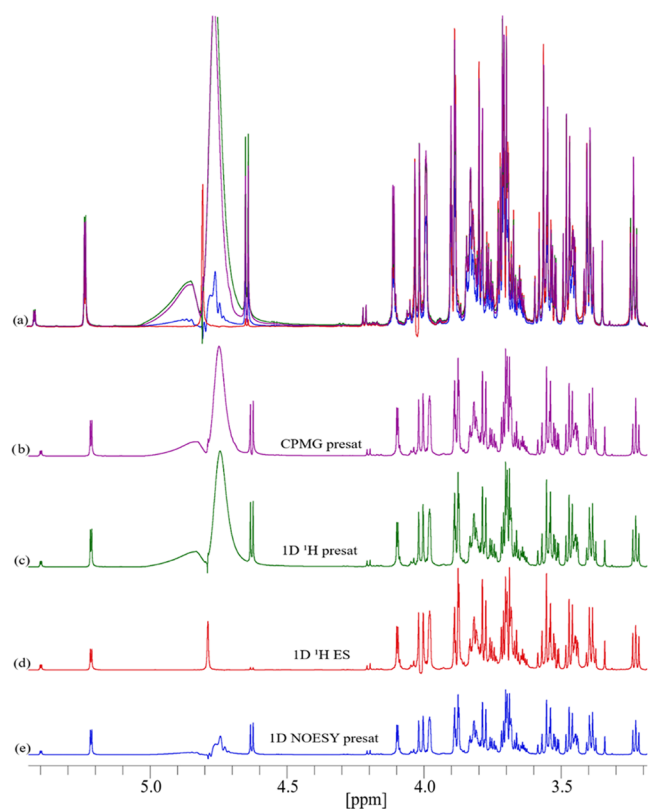 (a)
(b)
CPMG presat
(c)
1D ¹H presat
(d)
1D ¹H ES
(e)
1D NOESY presat
5.0 4.5 4.0 3.5
[ppm]